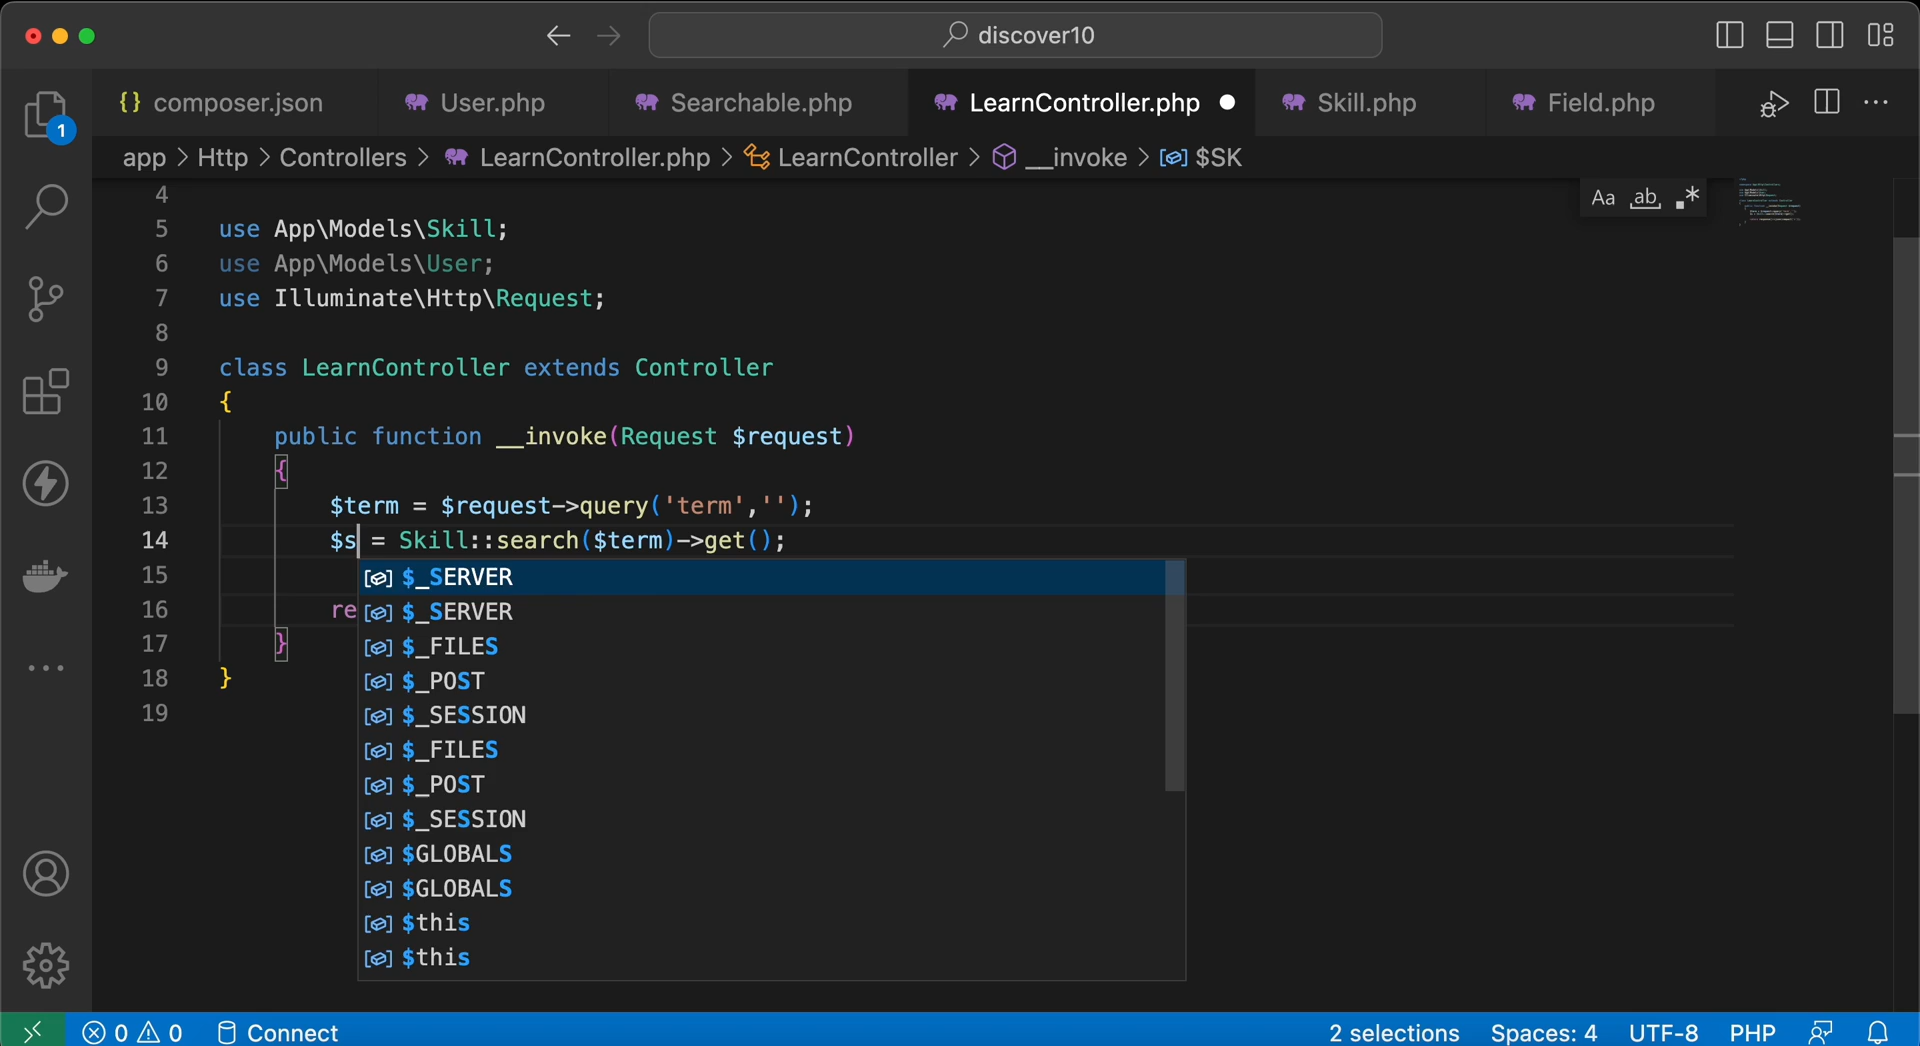 discover10
composer.json
User.php
Searchable.php
LearnController.php
Skill.php
Field.php
1
app > Http > Controllers > LearnController.php > LearnController > __invoke > $SK
Aa ab .*
4
5 use App\Models\Skill;
6 use App\Models\User;
7 use Illuminate\Http\Request;
8
9 class LearnController extends Controller
10 {
11 public function __invoke(Request $request)
12 {
13 $term = $request->query('term','');
14 $s = Skill::search($term)->get();
15
16 re
17 }
18 }
19
$_SERVER
$_SERVER
$_FILES
$_POST
$_SESSION
$_FILES
$_POST
$_SESSION
$GLOBALS
$GLOBALS
$this
$this
0 0 Connect
2 selections Spaces: 4 UTF-8 PHP